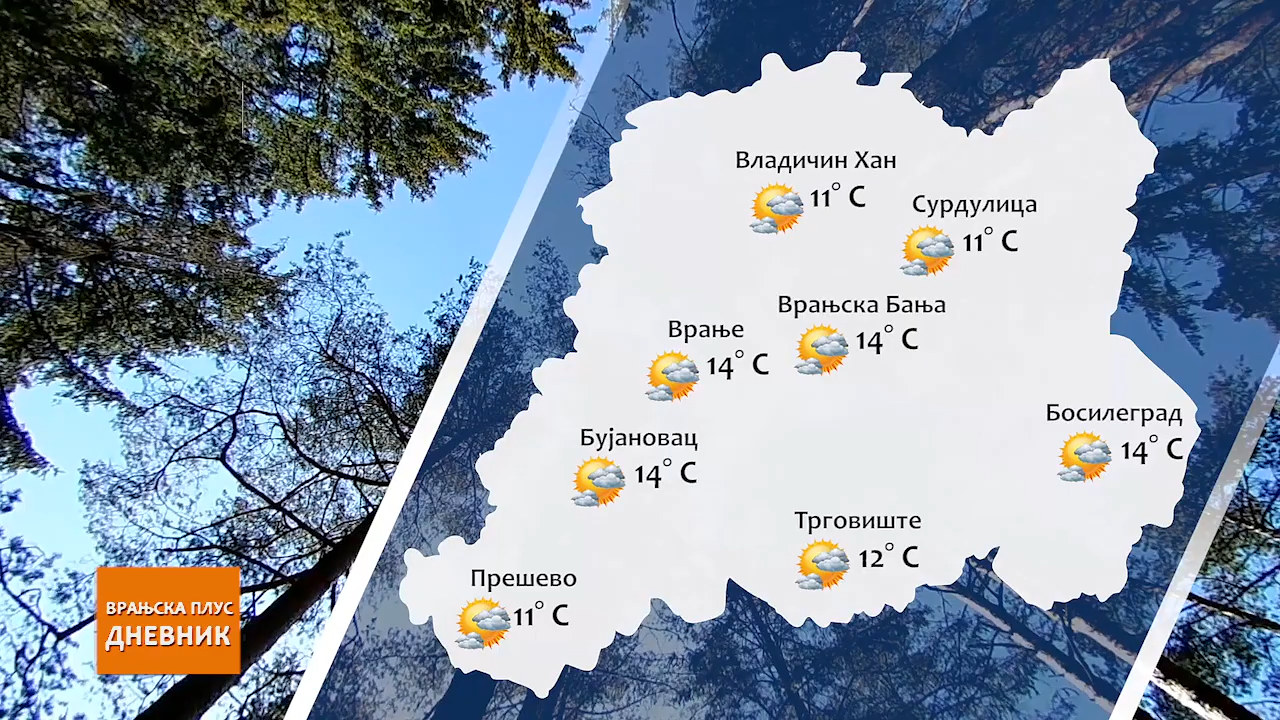 Владичин Хан
11° C
Сурдулица
11° C
Врањска Бања
14° C
Врање
14° C
Босилеград
14° C
Бујановац
14° C
Трговиште
12° C
Прешево
11° C
ВРАЊСКА ПЛУС
ДНЕВНИК